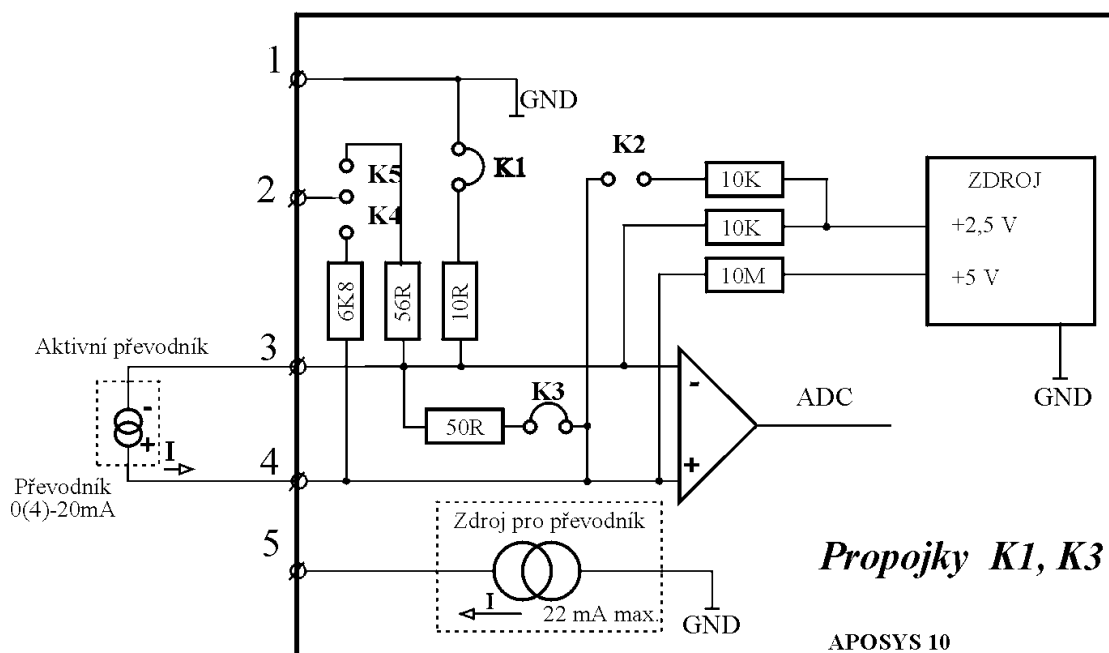 1
GND
K1
K2
10K
ZDROJ
K5
2
K4
10K
+2,5 V
10M
+5 V
6K8
56R
10R
Aktivní převodník
3
GND
-
ADC
-
K3
50R
+
I
+
4
Převodník
0(4)-20mA
Zdroj pro převodník
5
Propojky K1, K3
I
22 mA max.
GND
APOSYS 10